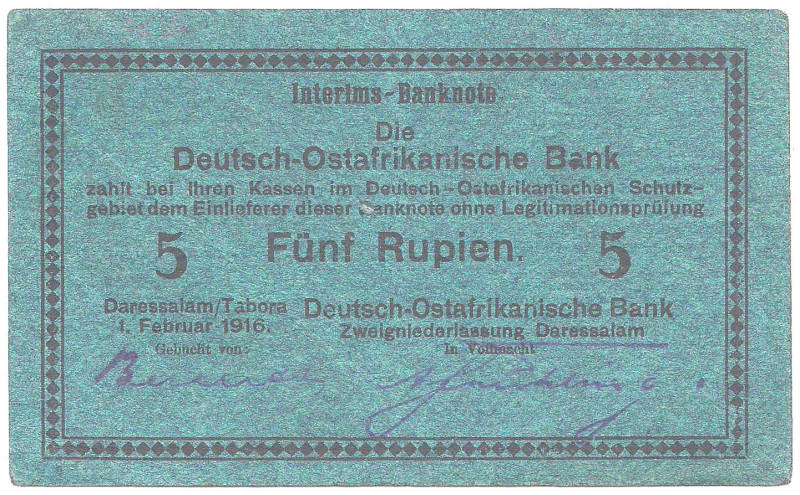 Interims-Banknote
Die
Deutsch-Ostafrikanische Bank
zahlt bei Ihren Kassen im Deutsch-Ostafrikanischen Schutz-
gebiet dem Einlieferer dieser Banknote ohne Legitimationsprüfung
5 Fünf Rupien. 5
Daressalam/Tabora Deutsch-Ostafrikanische Bank
1. Februar 1916. Zweigniederlassung Daressalam
Gebucht von: In Vollmacht